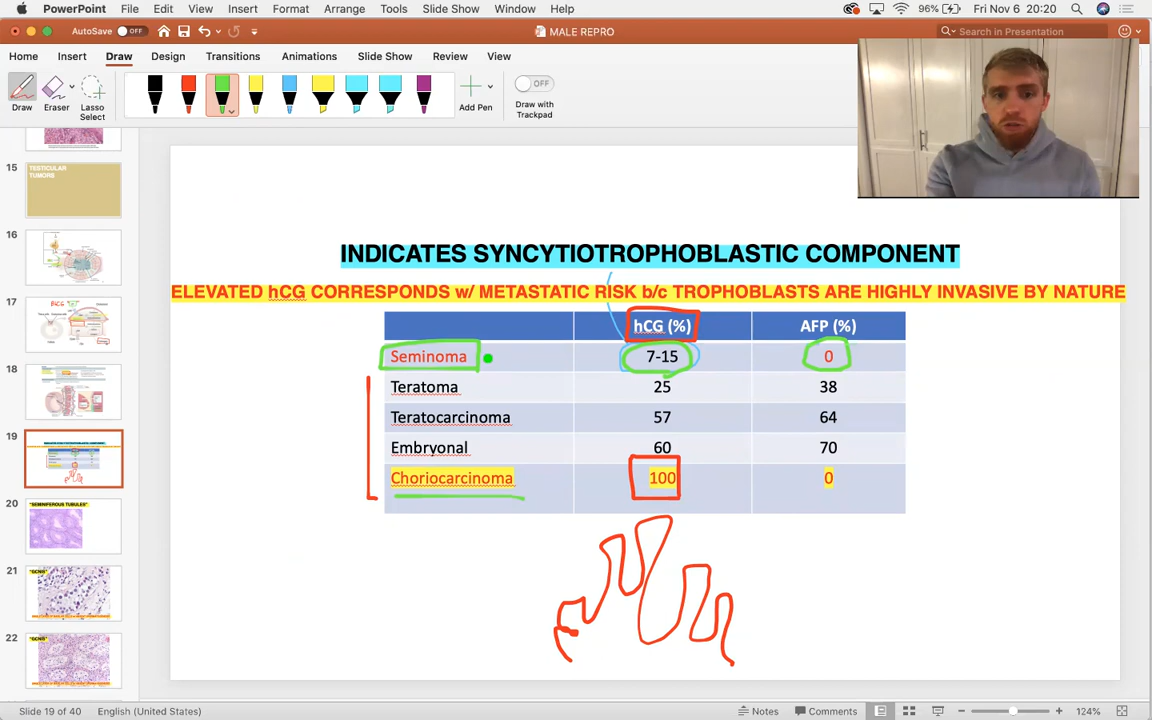 PowerPoint File Edit View Insert Format Arrange Tools Slide Show Window Help 96% Fri Nov 6 20:20
AutoSave OFF MALE REPRO Search in Presentation
Home Insert Draw Design Transitions Animations Slide Show Review View
Draw Eraser Lasso Select Add Pen OFF Draw with Trackpad
15
TESTICULAR
TUMORS
16
17
18
19
20
"SEMINIFEROUS TUBULES"
21
"GCNIS"
22
"GCNIS"
INDICATES SYNCYTIOTROPHOBLASTIC COMPONENT
ELEVATED hCG CORRESPONDS w/ METASTATIC RISK b/c TROPHOBLASTS ARE HIGHLY INVASIVE BY NATURE
hCG (%) AFP (%)
Seminoma 7-15 0
Teratoma 25 38
Teratocarcinoma 57 64
Embryonal 60 70
Choriocarcinoma 100 0
Slide 19 of 40 English (United States) Notes Comments 124%